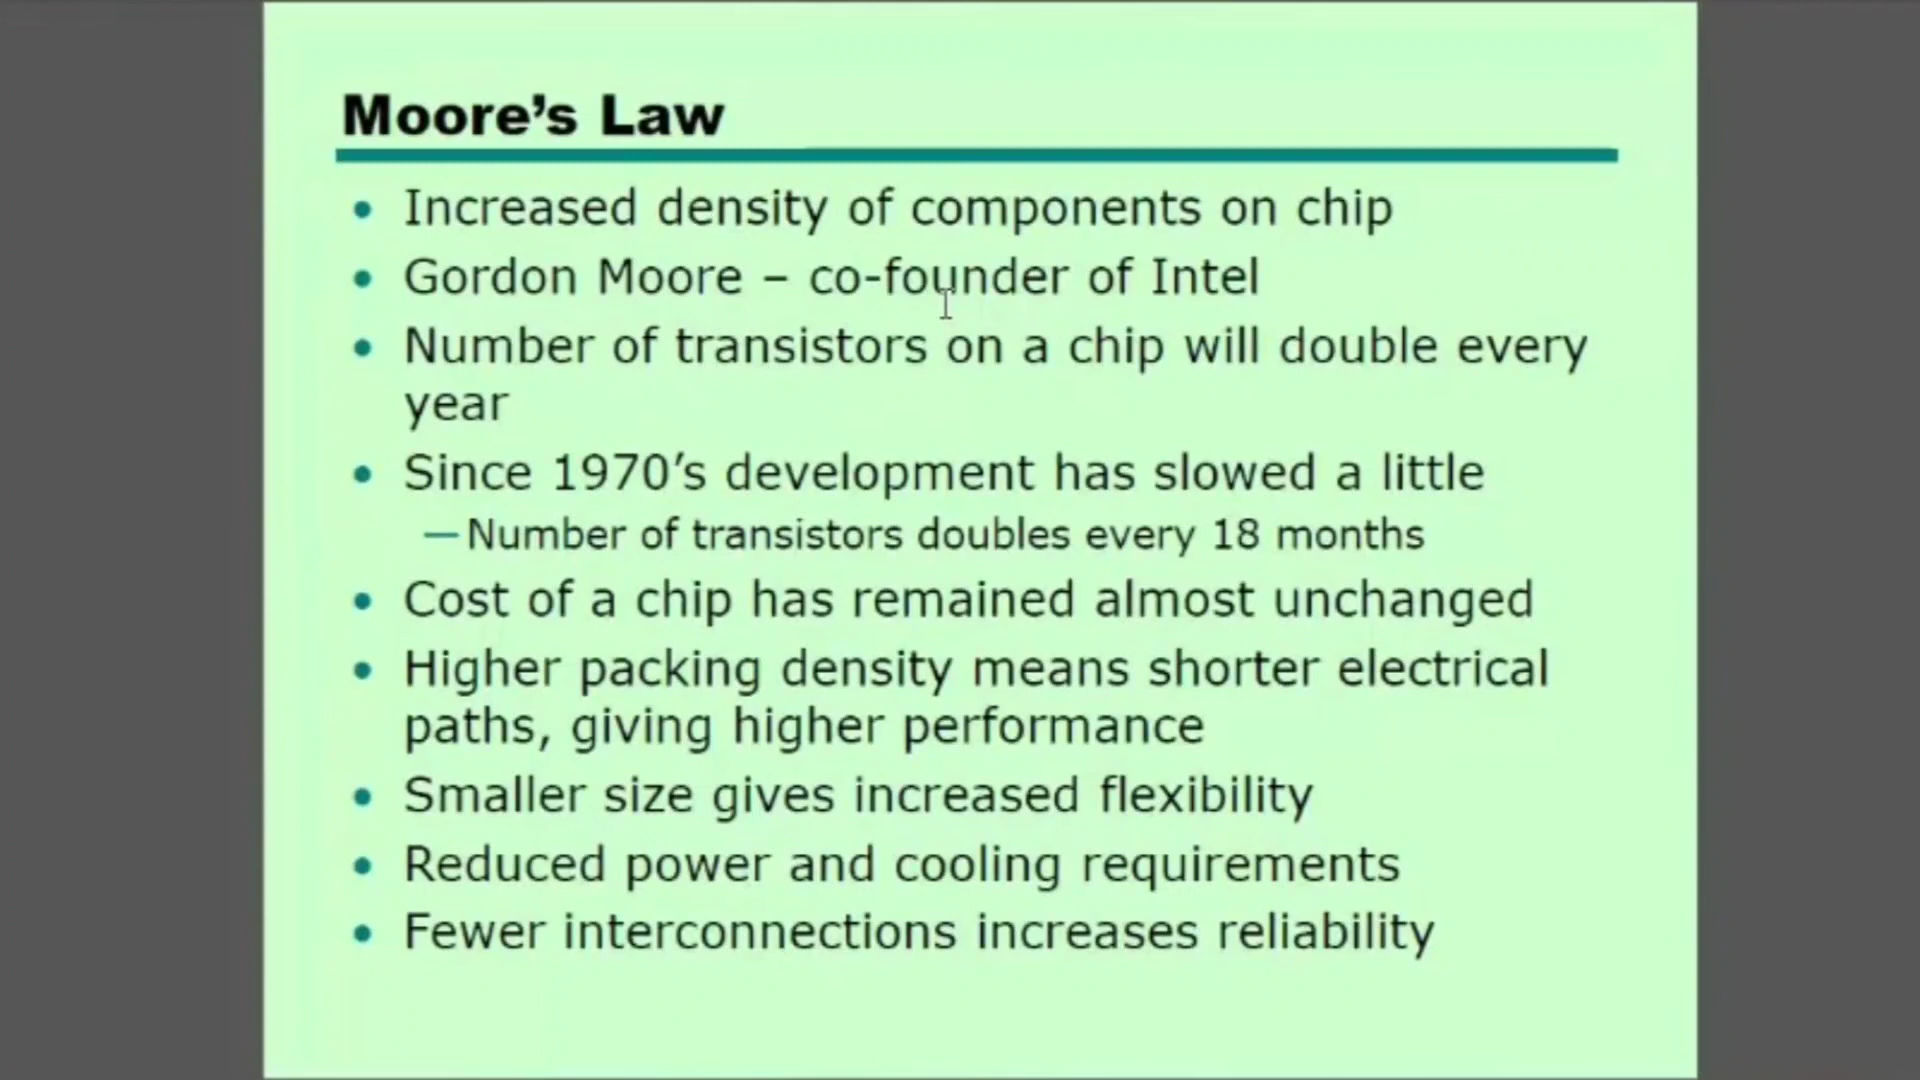 Moore’s Law
• Increased density of components on chip
• Gordon Moore – co-founder of Intel
• Number of transistors on a chip will double every
year
• Since 1970’s development has slowed a little
—Number of transistors doubles every 18 months
• Cost of a chip has remained almost unchanged
• Higher packing density means shorter electrical
paths, giving higher performance
• Smaller size gives increased flexibility
• Reduced power and cooling requirements
• Fewer interconnections increases reliability